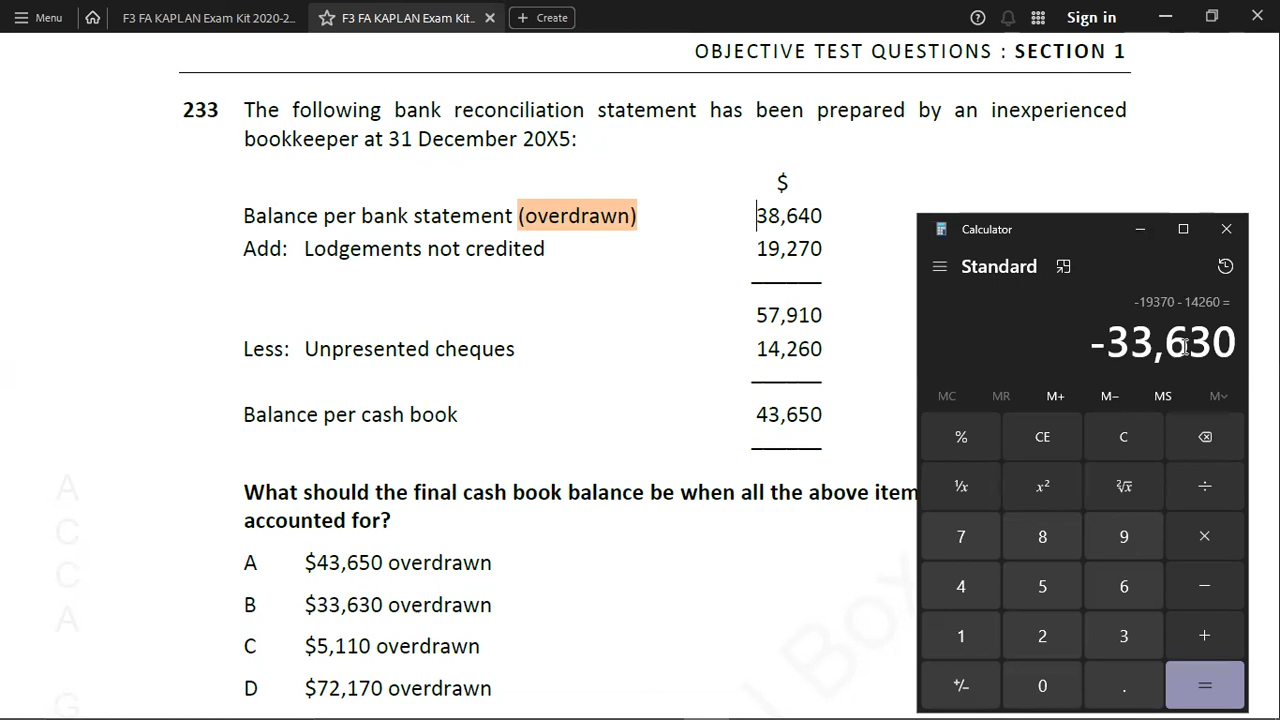 Menu F3 FA KAPLAN Exam Kit 2020-2... F3 FA KAPLAN Exam Kit... Create Sign in
OBJECTIVE TEST QUESTIONS : SECTION 1
233 The following bank reconciliation statement has been prepared by an inexperienced
bookkeeper at 31 December 20X5:
$
Balance per bank statement (overdrawn) 38,640
Add: Lodgements not credited 19,270
57,910
Less: Unpresented cheques 14,260
Balance per cash book 43,650
What should the final cash book balance be when all the above item
accounted for?
A $43,650 overdrawn
B $33,630 overdrawn
C $5,110 overdrawn
D $72,170 overdrawn
Calculator
Standard
-19370 - 14260 =
-33,630
MC MR M+ M− MS M˅
% CE C
¹/x x² ²√x ÷
7 8 9 ×
4 5 6 −
1 2 3 +
+/− 0 . =
A
C
C
A
G
Box